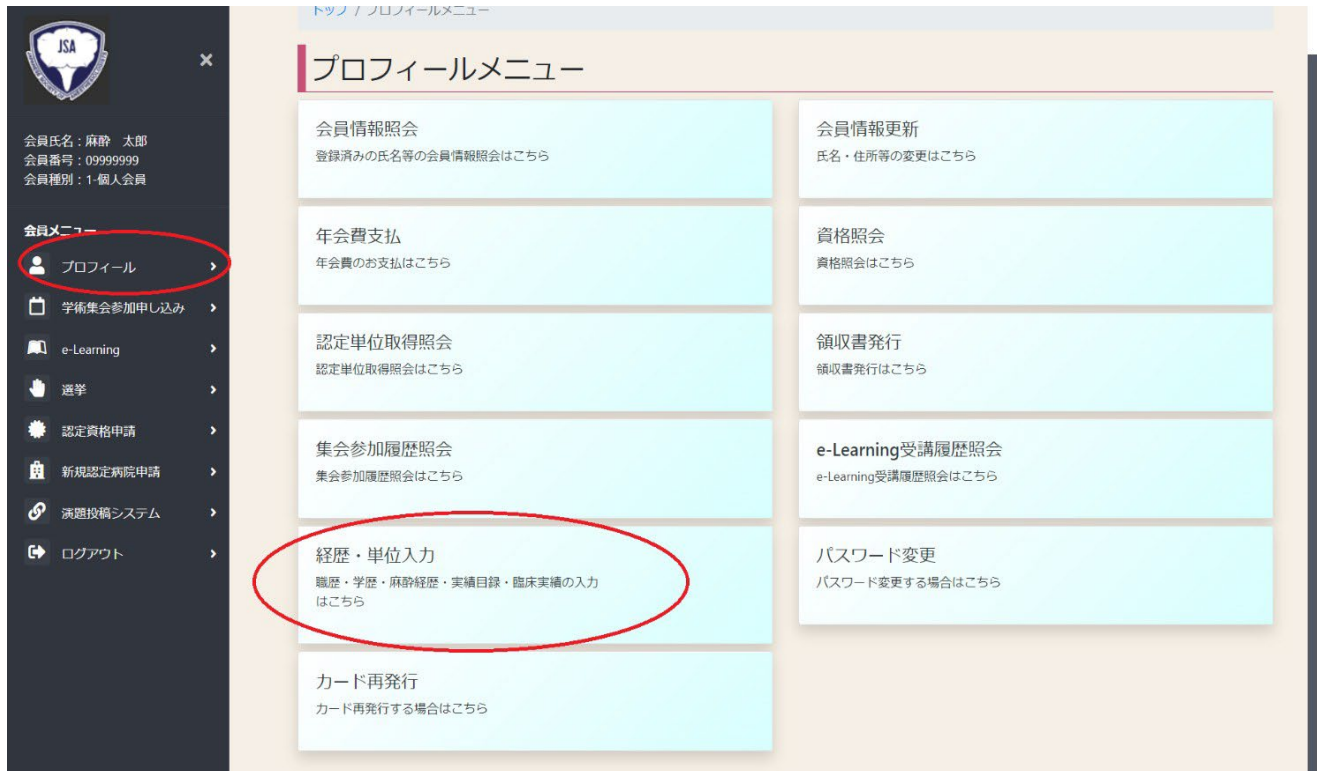 トップ / プロフィールメニュー
JSA
×
会員氏名：麻酔　太郎
会員番号：09999999
会員種別：1-個人会員
会員メニュー
プロフィール
学術集会参加申し込み
e-Learning
選挙
認定資格申請
新規認定病院申請
演題投稿システム
ログアウト
プロフィールメニュー
会員情報照会
登録済みの氏名等の会員情報照会はこちら
会員情報更新
氏名・住所等の変更はこちら
年会費支払
年会費のお支払はこちら
資格照会
資格照会はこちら
認定単位取得照会
認定単位取得照会はこちら
領収書発行
領収書発行はこちら
集会参加履歴照会
集会参加履歴照会はこちら
e-Learning受講履歴照会
e-Learning受講履歴照会はこちら
経歴・単位入力
職歴・学歴・麻酔経歴・実績目録・臨床実績の入力
はこちら
パスワード変更
パスワード変更する場合はこちら
カード再発行
カード再発行する場合はこちら